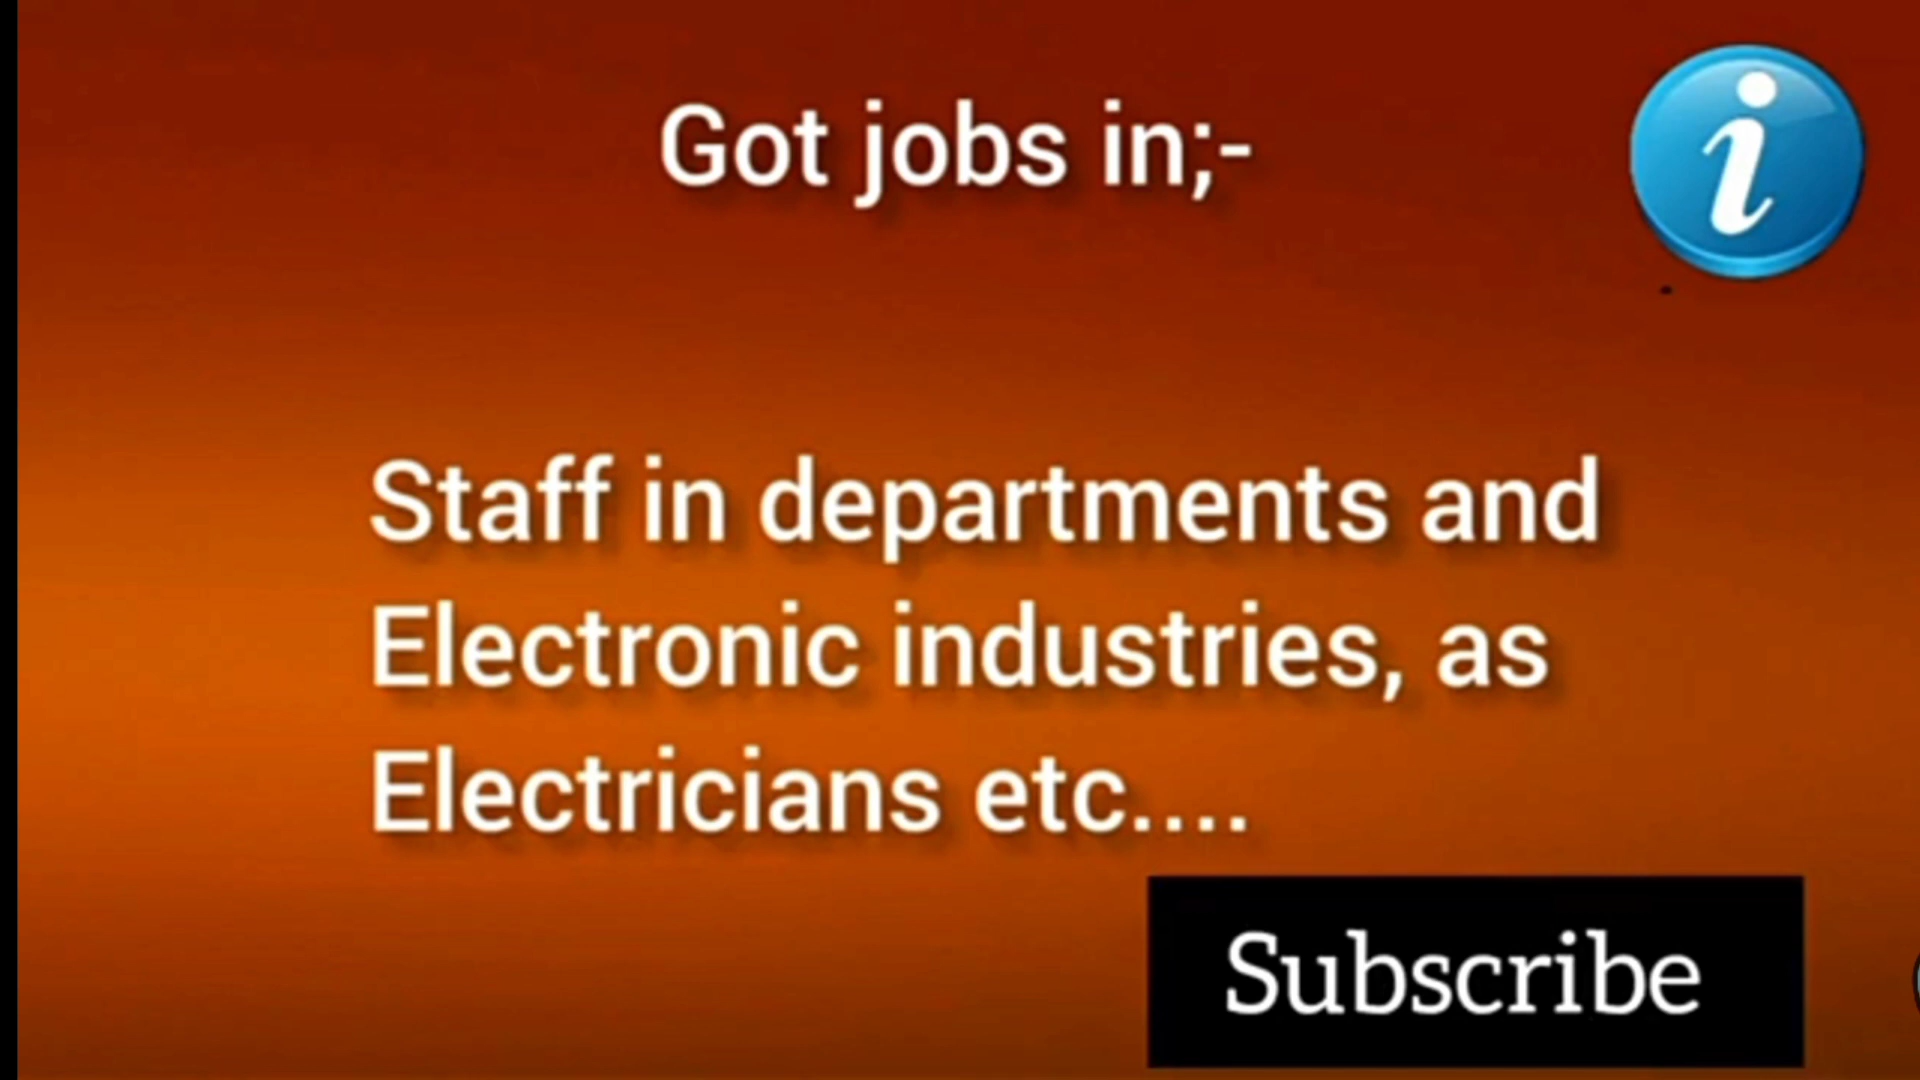 Got jobs in;-
i
Staff in departments and
Electronic industries, as
Electricians etc....
Subscribe